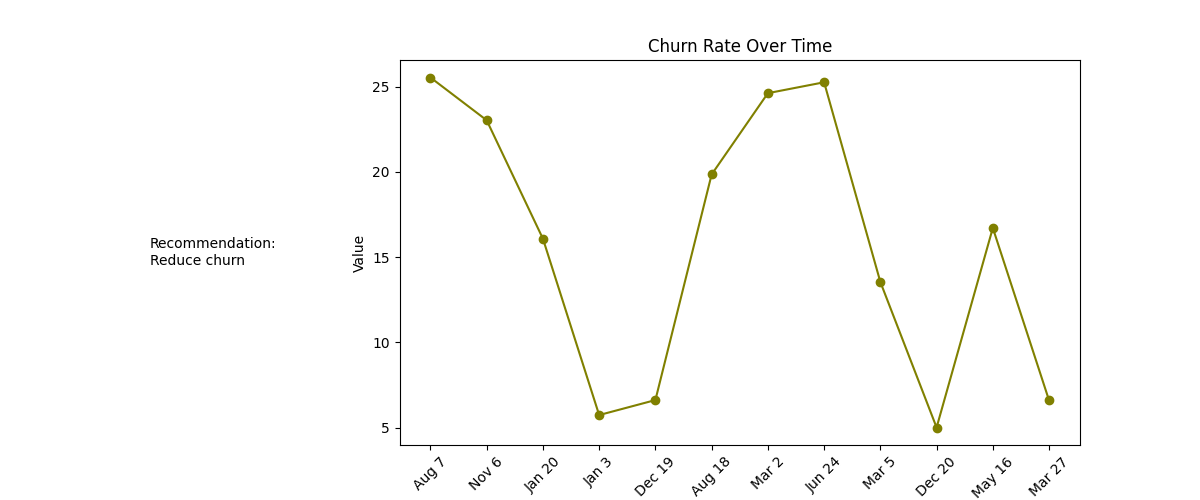 Churn Rate Over Time
Recommendation:
Reduce churn
Value
25
20
15
10
5
Aug 7
Nov 6
Jan 20
Jan 3
Dec 19
Aug 18
Mar 2
Jun 24
Mar 5
Dec 20
May 16
Mar 27